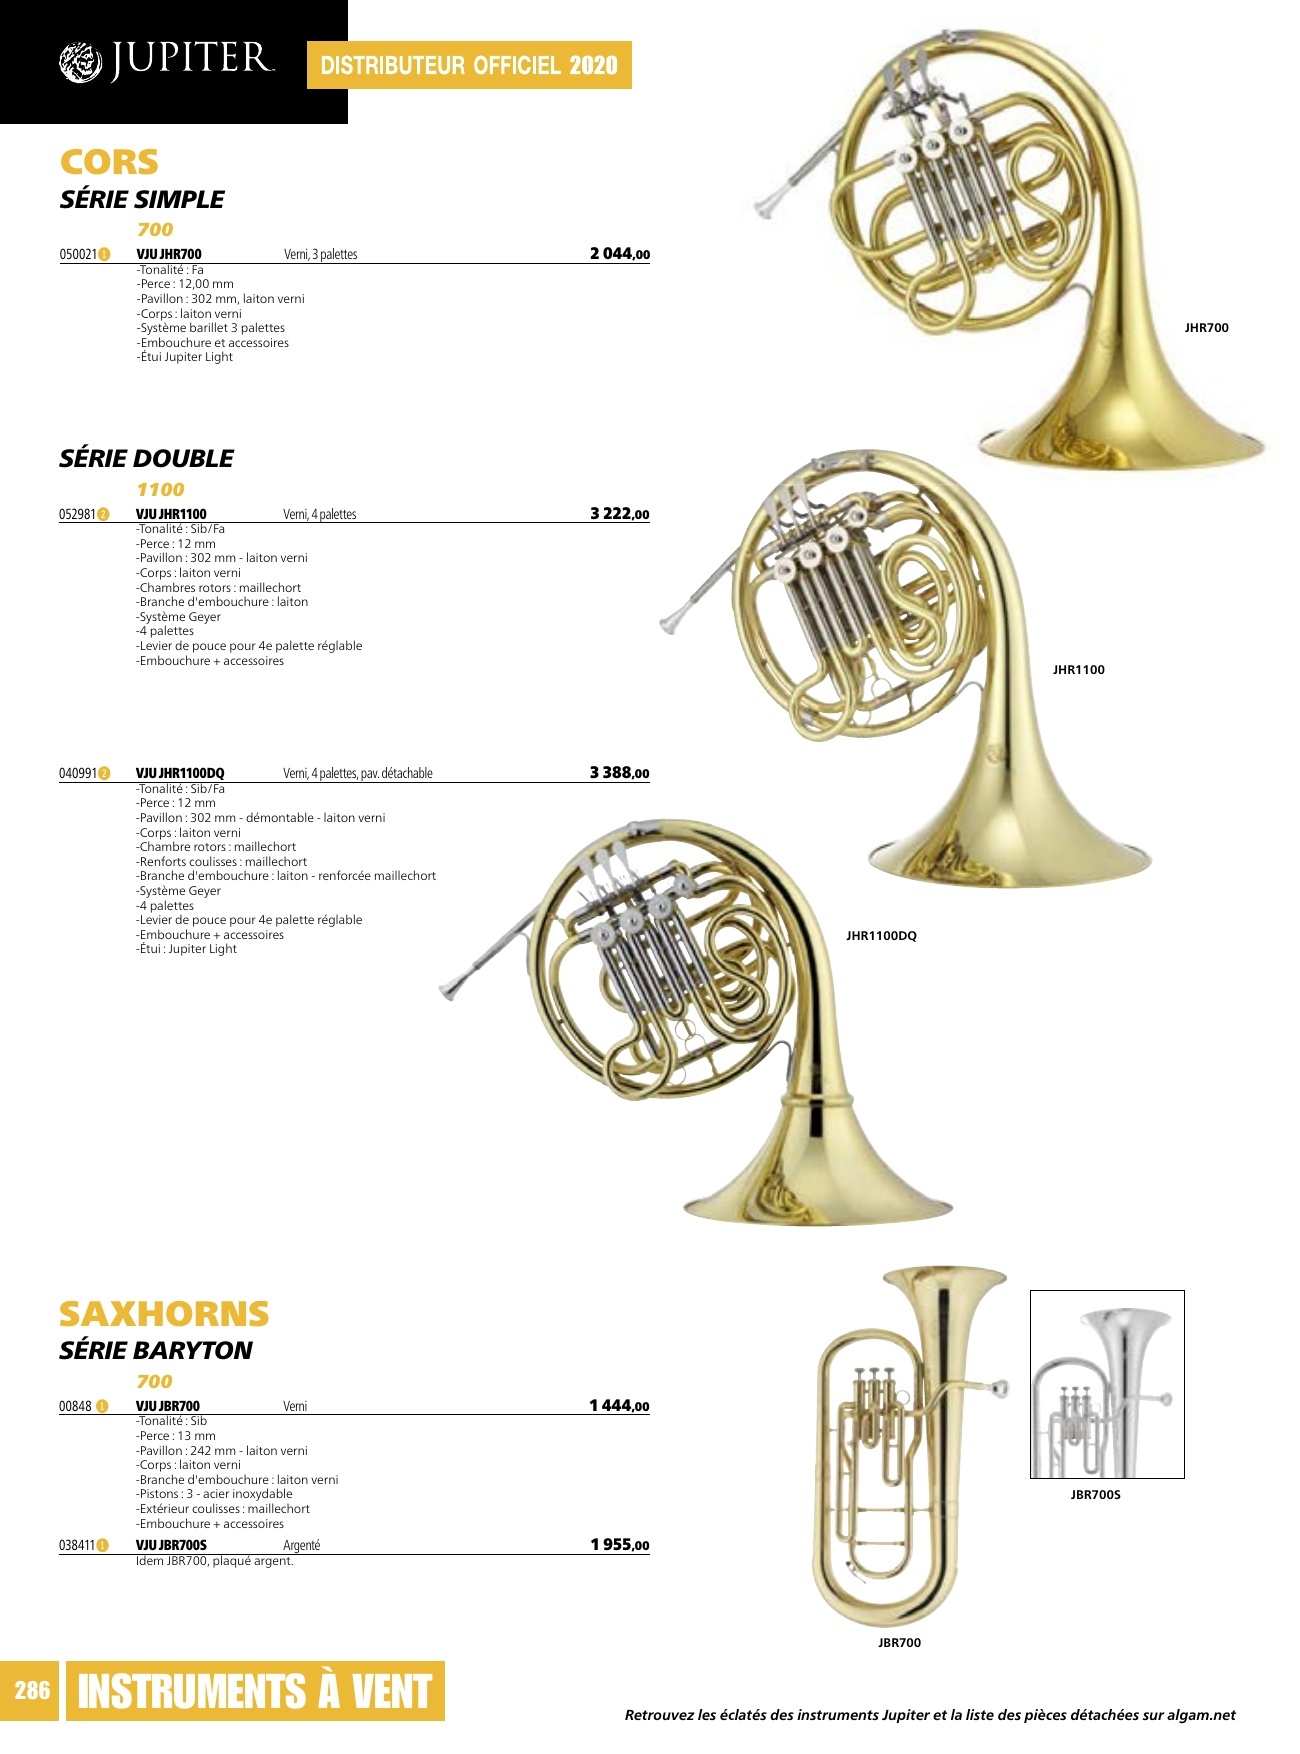 JUPITER
DISTRIBUTEUR OFFICIEL 2020
CORS
SÉRIE SIMPLE
700
050021 1 VJU JHR700 Verni, 3 palettes 2 044,00
-Tonalité : Fa
-Perce : 12,00 mm
-Pavillon : 302 mm, laiton verni
-Corps : laiton verni
-Système barillet 3 palettes
-Embouchure et accessoires
-Étui Jupiter Light
JHR700
SÉRIE DOUBLE
1100
052981 2 VJU JHR1100 Verni, 4 palettes 3 222,00
-Tonalité : Sib/Fa
-Perce : 12 mm
-Pavillon : 302 mm - laiton verni
-Corps : laiton verni
-Chambres rotors : maillechort
-Branche d'embouchure : laiton
-Système Geyer
-4 palettes
-Levier de pouce pour 4e palette réglable
-Embouchure + accessoires
JHR1100
040991 2 VJU JHR1100DQ Verni, 4 palettes, pav. détachable 3 388,00
-Tonalité : Sib/Fa
-Perce : 12 mm
-Pavillon : 302 mm - démontable - laiton verni
-Corps : laiton verni
-Chambre rotors : maillechort
-Renforts coulisses : maillechort
-Branche d'embouchure : laiton - renforcée maillechort
-Système Geyer
-4 palettes
-Levier de pouce pour 4e palette réglable
-Embouchure + accessoires
-Étui : Jupiter Light
JHR1100DQ
SAXHORNS
SÉRIE BARYTON
700
00848 1 VJU JBR700 Verni 1 444,00
-Tonalité : Sib
-Perce : 13 mm
-Pavillon : 242 mm - laiton verni
-Corps : laiton verni
-Branche d'embouchure : laiton verni
-Pistons : 3 - acier inoxydable
-Extérieur coulisses : maillechort
-Embouchure + accessoires
038411 1 VJU JBR700S Argenté 1 955,00
Idem JBR700, plaqué argent.
JBR700S
JBR700
286 INSTRUMENTS À VENT
Retrouvez les éclatés des instruments Jupiter et la liste des pièces détachées sur algam.net